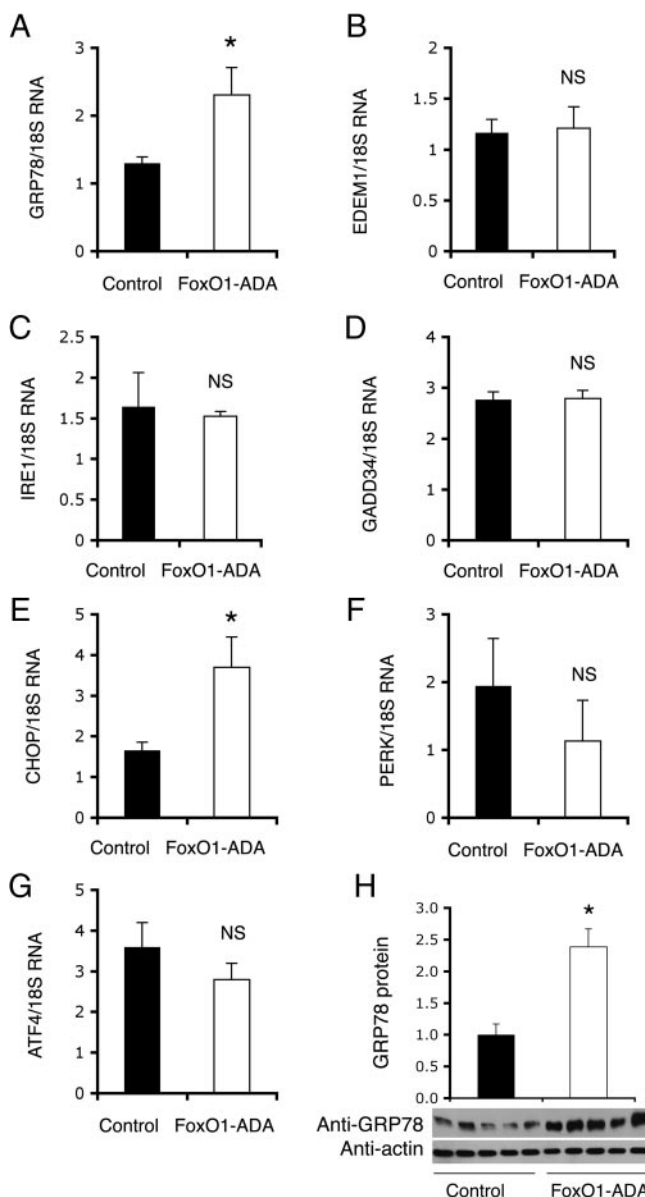 A
GRP78/18S RNA
3
2
1
0
*
Control FoxO1-ADA
B
EDEM1/18S RNA
2
1.5
1
0.5
0
NS
Control FoxO1-ADA
C
IRE1/18S RNA
2.5
2
1.5
1
0.5
0
NS
Control FoxO1-ADA
D
GADD34/18S RNA
4
3
2
1
0
NS
Control FoxO1-ADA
E
CHOP/18S RNA
5
4
3
2
1
0
*
Control FoxO1-ADA
F
PERK/18S RNA
3
2
1
0
NS
Control FoxO1-ADA
G
ATF4/18S RNA
5
4
3
2
1
0
NS
Control FoxO1-ADA
H
GRP78 protein
3.0
2.5
2.0
1.5
1.0
0.5
0.0
*
Anti-GRP78
Anti-actin
Control FoxO1-ADA